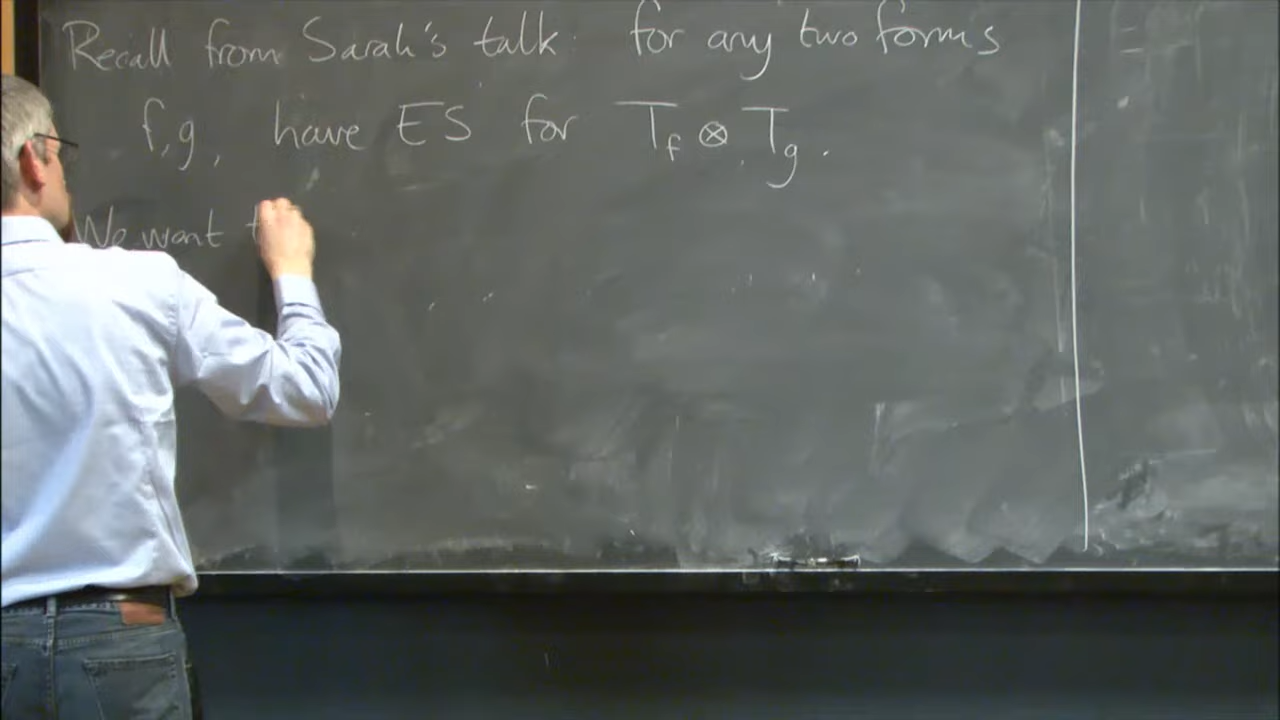 Recall from Sarah's talk: for any two forms
f,g, have ES for T_f ⊗ T_g.
We want t